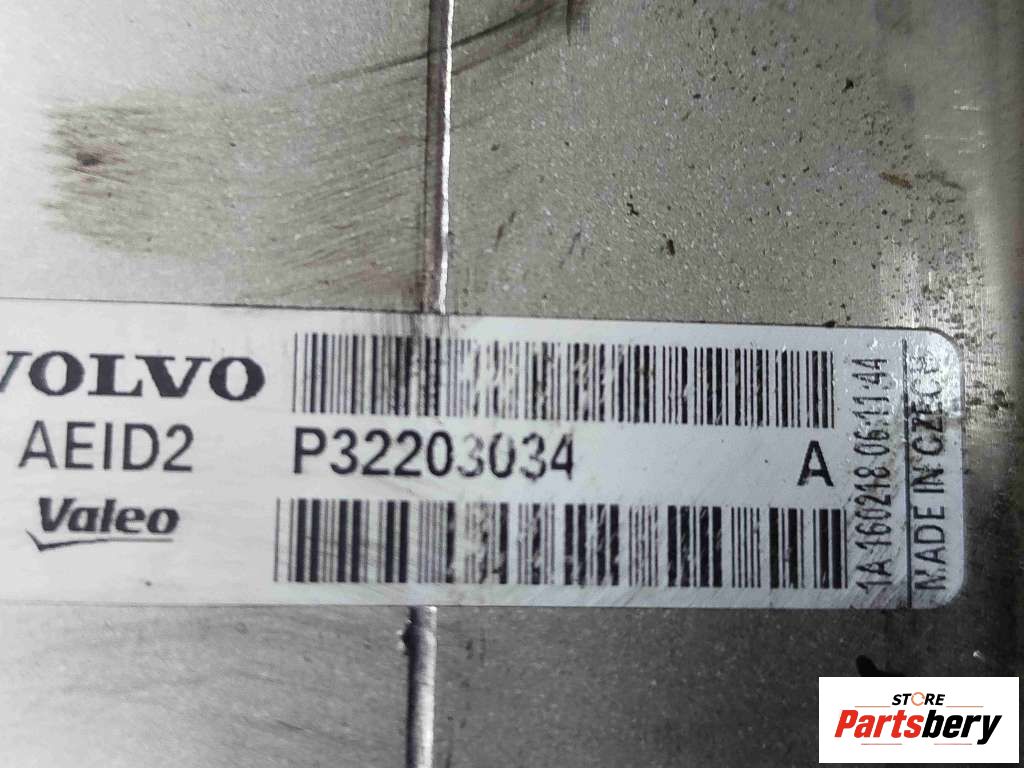 VOLVO
AEID2
Valeo
P32203034 A
1A 160218 06:11:44
MADE IN CZECH
STORE
Partsbery